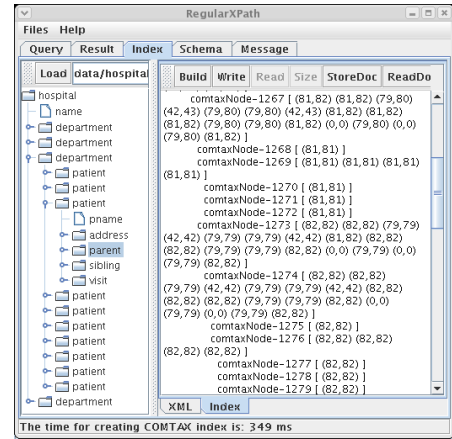 RegularXPath
Files Help
Query Result Index Schema Message
Load data/hospital
hospital
name
department
department
department
patient
patient
patient
pname
address
parent
sibling
visit
patient
patient
patient
patient
patient
patient
department
Build Write Read Size StoreDoc ReadDo
comtaxNode-1267 [ (81,82) (81,82) (79,80)
(42,43) (79,80) (79,80) (42,43) (81,82) (81,82)
(81,82) (79,80) (79,80) (81,82) (0,0) (79,80) (0,0)
(79,80) (81,82) ]
comtaxNode-1268 [ (81,81) ]
comtaxNode-1269 [ (81,81) (81,81) (81,81)
(81,81) ]
comtaxNode-1270 [ (81,81) ]
comtaxNode-1271 [ (81,81) ]
comtaxNode-1272 [ (81,81) ]
comtaxNode-1273 [ (82,82) (82,82) (79,79)
(42,42) (79,79) (79,79) (42,42) (81,82) (82,82)
(82,82) (79,79) (79,79) (82,82) (0,0) (79,79) (0,0)
(79,79) (82,82) ]
comtaxNode-1274 [ (82,82) (82,82)
(79,79) (42,42) (79,79) (79,79) (42,42) (82,82)
(82,82) (82,82) (79,79) (79,79) (82,82) (0,0)
(79,79) (0,0) (79,79) (82,82) ]
comtaxNode-1275 [ (82,82) ]
comtaxNode-1276 [ (82,82) (82,82)
(82,82) (82,82) ]
comtaxNode-1277 [ (82,82) ]
comtaxNode-1278 [ (82,82) ]
comtaxNode-1279 [ (82,82) ]
XML Index
The time for creating COMTAX index is: 349 ms